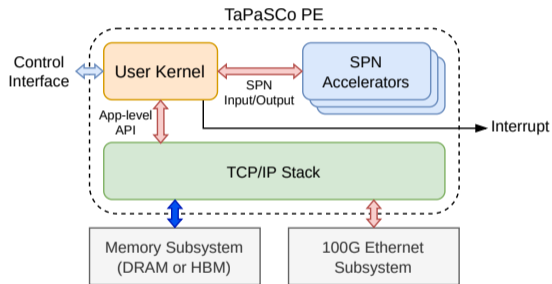 TaPaSCo PE
Control
Interface
User Kernel
SPN
Input/Output
SPN
Accelerators
App-level
API
Interrupt
TCP/IP Stack
Memory Subsystem
(DRAM or HBM)
100G Ethernet
Subsystem